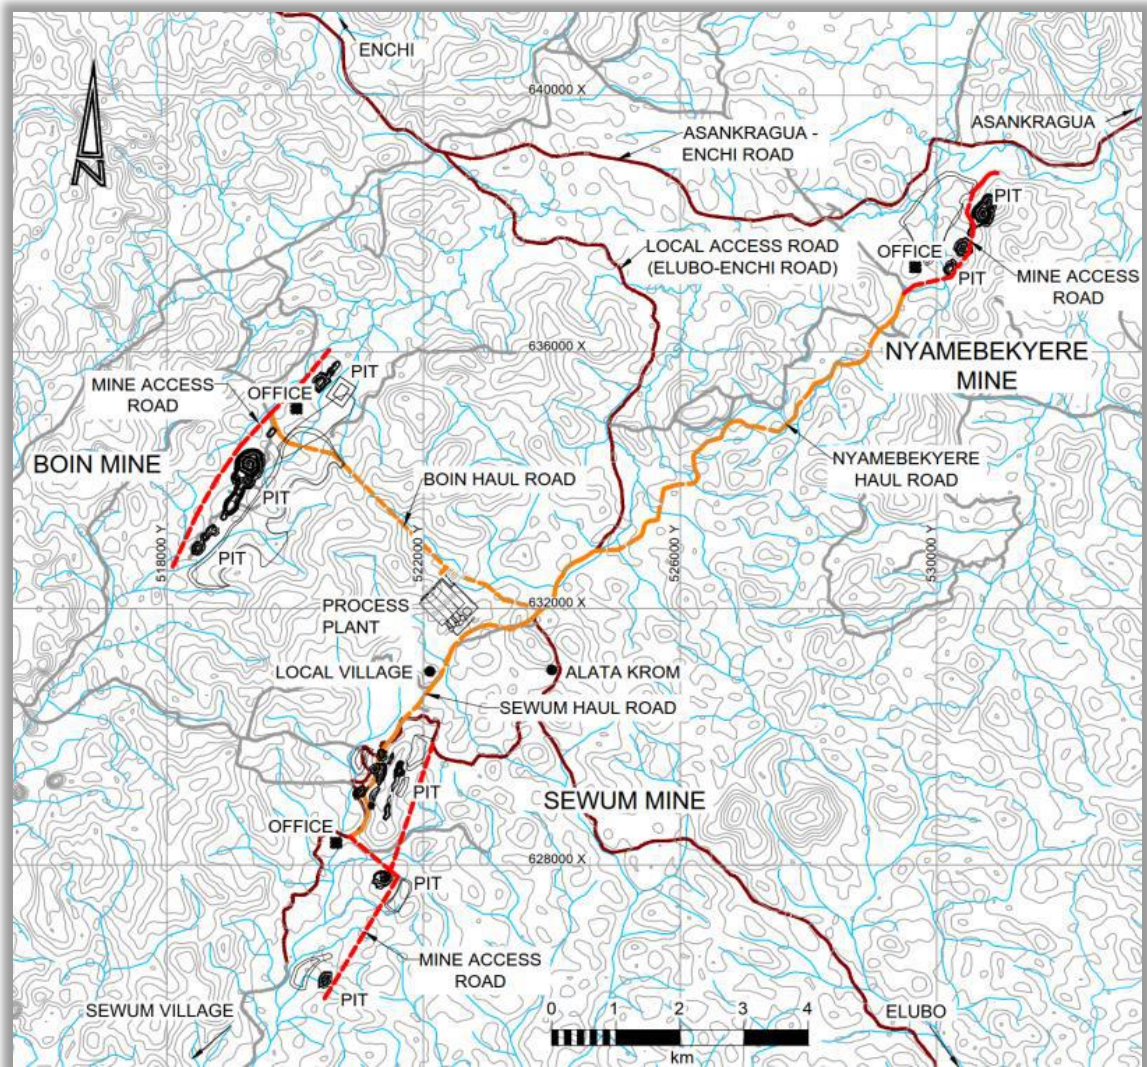 ENCHI
640000 X
ASANKRAGUA
ASANKRAGUA -
ENCHI ROAD
N
PIT
LOCAL ACCESS ROAD
(ELUBO-ENCHI ROAD)
OFFICE
PIT
MINE ACCESS
ROAD
636000 X
NYAMEBEKYERE
MINE
MINE ACCESS
ROAD
OFFICE
PIT
BOIN MINE
BOIN HAUL ROAD
NYAMEBEKYERE
HAUL ROAD
PIT
PIT
518000 Y
522000 Y
526000 Y
530000 Y
PROCESS
PLANT
632000 X
LOCAL VILLAGE
ALATA KROM
SEWUM HAUL ROAD
PIT
SEWUM MINE
OFFICE
628000 X
PIT
MINE ACCESS
ROAD
PIT
SEWUM VILLAGE
0 1 2 3 4
km
ELUBO